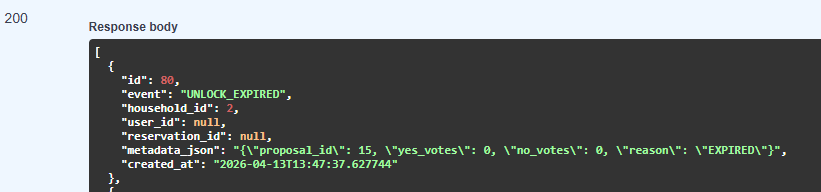 200
Response body
[
  {
    "id": 80,
    "event": "UNLOCK_EXPIRED",
    "household_id": 2,
    "user_id": null,
    "reservation_id": null,
    "metadata_json": "{\"proposal_id\": 15, \"yes_votes\": 0, \"no_votes\": 0, \"reason\": \"EXPIRED\"}",
    "created_at": "2026-04-13T13:47:37.627744"
  },